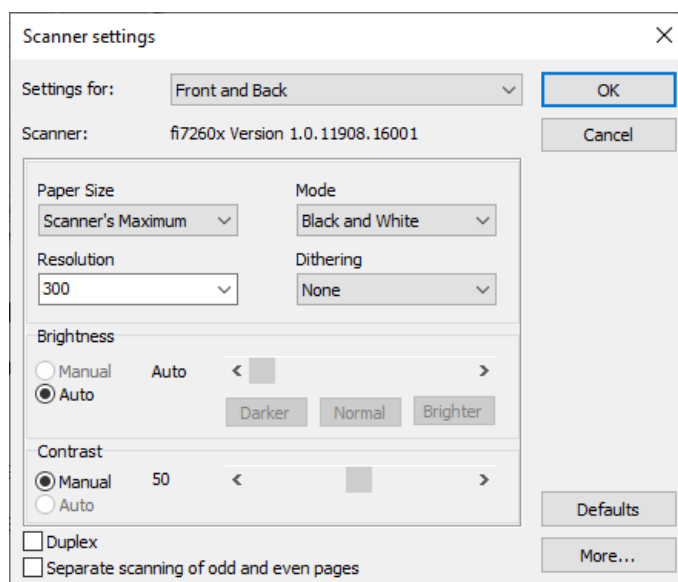 Scanner settings
Settings for:
Front and Back
OK
Scanner:
fi7260x Version 1.0.11908.16001
Cancel
Paper Size
Mode
Scanner's Maximum
Black and White
Resolution
Dithering
300
None
Brightness
Manual
Auto
Auto
Darker
Normal
Brighter
Contrast
Manual
50
Auto
Defaults
Duplex
More...
Separate scanning of odd and even pages